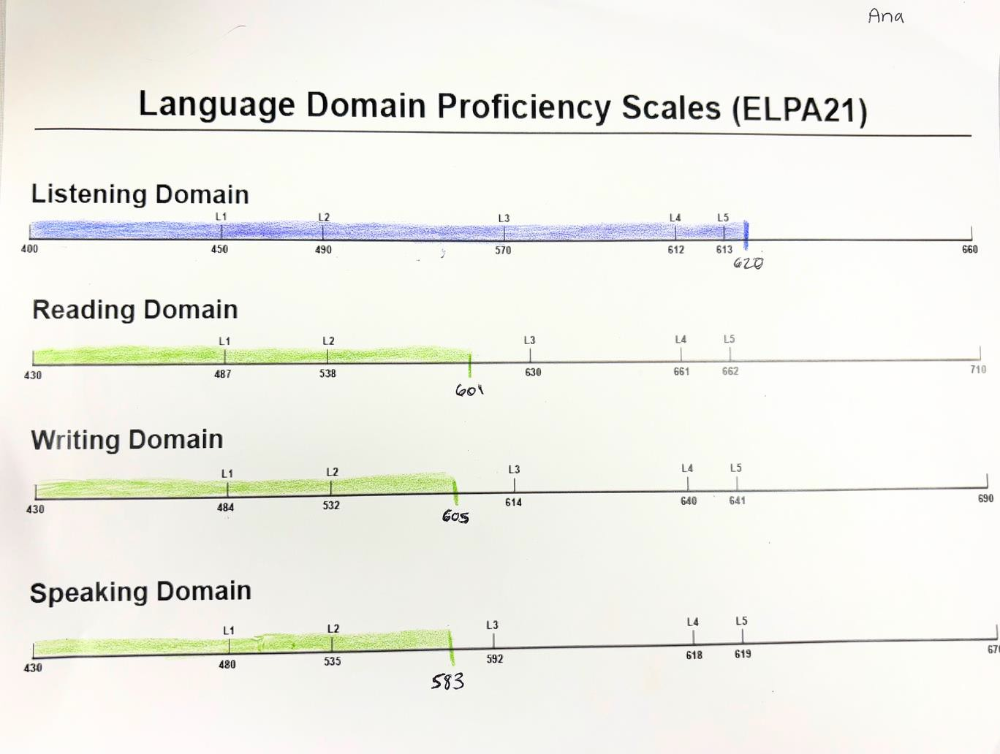 Ana
Language Domain Proficiency Scales (ELPA21)
Listening Domain
L1 L2 L3 L4 L5
400 450 490 570 612 613 660
620
Reading Domain
L1 L2 L3 L4 L5
430 487 538 630 661 662 710
601
Writing Domain
L1 L2 L3 L4 L5
430 484 532 614 640 641 690
605
Speaking Domain
L1 L2 L3 L4 L5
430 480 535 592 618 619
583